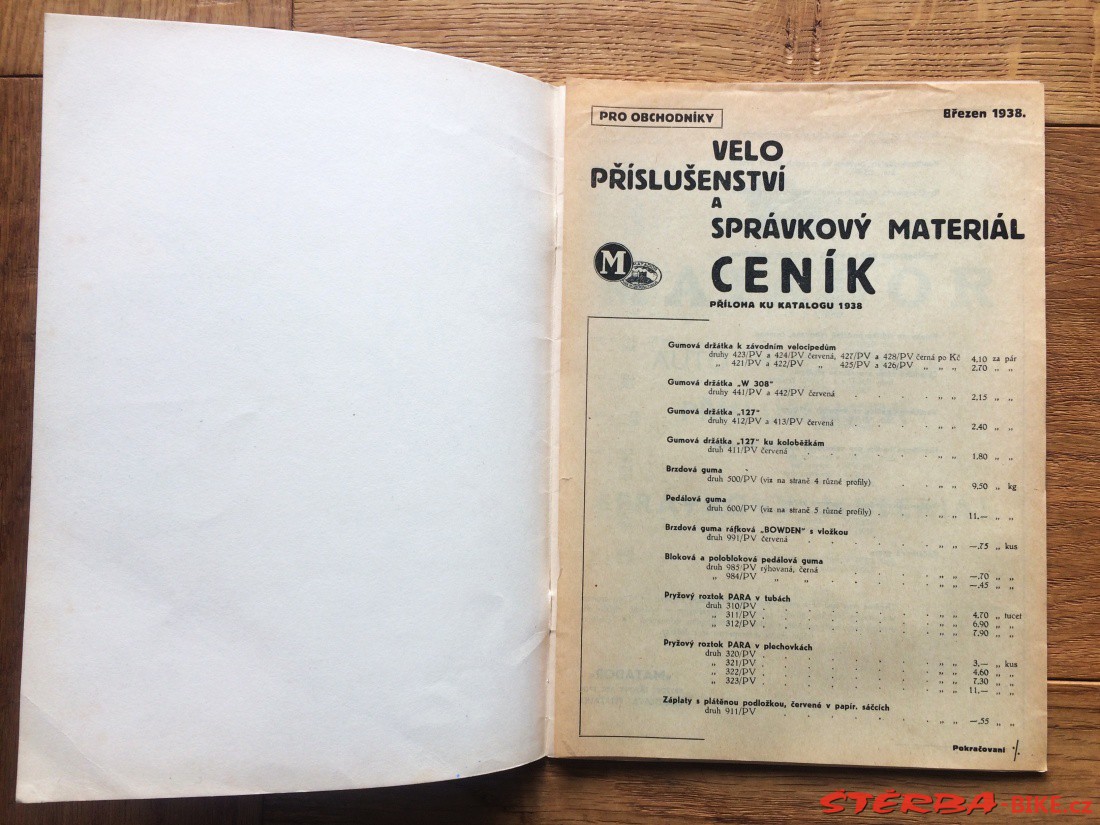 PRO OBCHODNÍKY
Březen 1938.
VELO
PŘÍSLUŠENSTVÍ
A
SPRÁVKOVÝ MATERIÁL
M
CENÍK
PŘÍLOHA KU KATALOGU 1938
Gumová držátka k závodním velocipedům
druhy 423/PV a 424/PV červená, 427/PV a 428/PV černá po Kč 4,10 za pár
„ 421/PV a 422/PV „ 425/PV a 426/PV „ „ „ 2,70 „ „
Gumová držátka „W 308"
druhy 441/PV a 442/PV červená . . . . „ „ 2,15 „ „
Gumová držátka „127"
druhy 412/PV a 413/PV červená . . . . „ „ 2.40 „ „
Gumová držátka „127" ku koloběžkám
druh 411/PV červená . . . . . „ „ 1.80 „ „
Brzdová guma
druh 500/PV (viz na straně 4 různé profily) . . „ „ 9,50 „ kg
Pedálová guma
druh 600/PV (viz na straně 5 různé profily) . . . „ „ 11.— „ „
Brzdová guma ráfková „BOWDEN" s vložkou
druh 991/PV červená . . . . . „ „ —.75 „ kus
Bloková a polobloková pedálová guma
druh 985/PV rýhovaná, černá . . . . „ „ —.70 „ „
„ 984/PV „ „ . . . . „ „ —.45 „ „
Pryžový roztok PARA v tubách
druh 310/PV . . . . . . „ „ 4.70 „ tucet
„ 311/PV . . . . . . „ „ 6.90 „ „
„ 312/PV . . . . . . „ „ 7.90 „ „
Pryžový roztok PARA v plechovkách
druh 320/PV . . . . . . „ „ 3,— „ kus
„ 321/PV . . . . . . „ „ 4,60 „ „
„ 322/PV . . . . . . „ „ 7,30 „ „
„ 323/PV . . . . . . „ „ 11.— „ „
Záplaty s plátěnou podložkou, červené v papír. sáčcích
druh 911/PV . . . . . . „ „ —.55 „ „
Pokračovaní ·/.
ŠTĚRBA-BIKE.cz